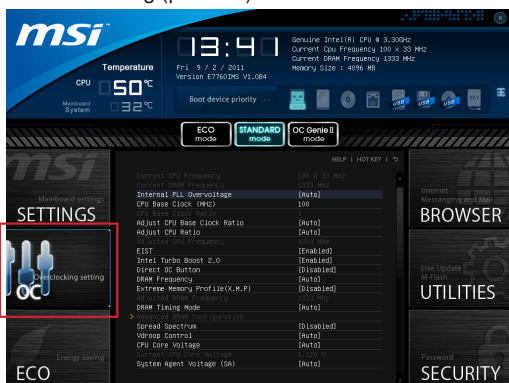 msi
Temperature
CPU 50°C
Mainboard System 32°C
13:41
Fri 9 / 2 / 2011
Version E7760IMS V1.0B4
Genuine Intel(R) CPU @ 3.30GHz
Current Cpu Frequency 100 x 33 MHz
Current DRAM Frequency 1333 MHz
Memory Size : 4096 MB
Boot device priority
USB USB USB
ECO mode
STANDARD mode
OC Genie II mode
HELP | HOT KEY |
msi
Mainboard settings
SETTINGS
Overclocking setting
OC
Energy saving
ECO
Current CPU Frequency 100 X 33 MHz
Current DRAM Frequency 1333 MHz
Internal PLL Overvoltage [Auto]
CPU Base Clock (MHz) 100
CPU Base Clock Ratio 1
Adjust CPU Base Clock Ratio [Auto]
Adjust CPU Ratio [Auto]
Adjusted CPU Frequency 3300 MHz
EIST [Enabled]
Intel Turbo Boost 2.0 [Enabled]
Direct OC Button [Disabled]
DRAM Frequency [Auto]
Extreme Memory Profile(X.M.P) [Disabled]
Adjusted DRAM Frequency 1333 MHz
DRAM Timing Mode [Auto]
> Advanced DRAM Configuration
Spread Spectrum [Disabled]
Vdroop Control [Auto]
CPU Core Voltage [Auto]
Current CPU Core Voltage 1.120 V
System Agent Voltage (SA) [Auto]
Internet
Messanging and Mail
BROWSER
Live Update
M-Flash
UTILITIES
Password
SECURITY